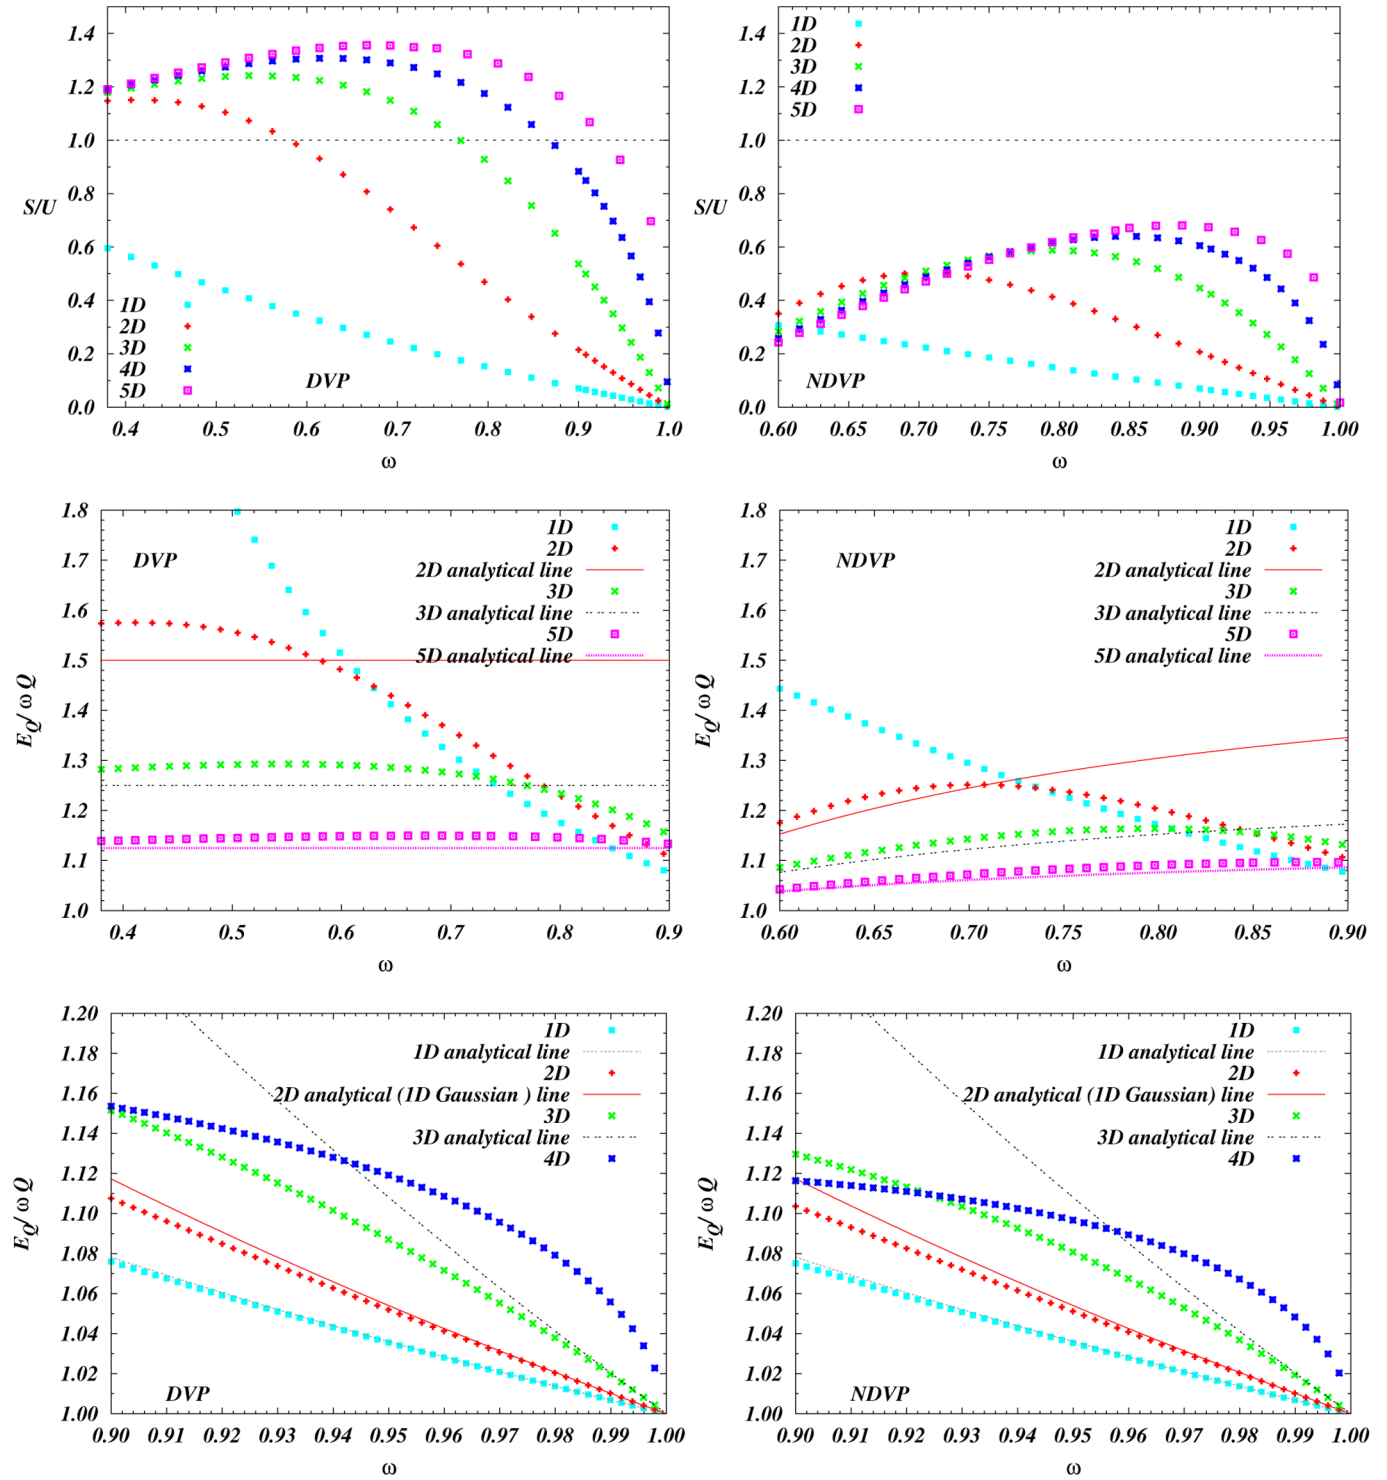 1.4
1.2
1.0
S/U
0.8
0.6
0.4
0.2
0.0
1D
2D
3D
4D
5D
DVP
0.4 0.5 0.6 0.7 0.8 0.9 1.0
ω
1.4
1.2
1.0
S/U
0.8
0.6
0.4
0.2
0.0
1D
2D
3D
4D
5D
NDVP
0.60 0.65 0.70 0.75 0.80 0.85 0.90 0.95 1.00
ω
1.8
1.7
1.6
1.5
1.4
1.3
1.2
1.1
1.0
E_Q/ ω Q
DVP
1D
2D
2D analytical line
3D
3D analytical line
5D
5D analytical line
0.4 0.5 0.6 0.7 0.8 0.9
ω
1.8
1.7
1.6
1.5
1.4
1.3
1.2
1.1
1.0
E_Q/ ω Q
NDVP
1D
2D
2D analytical line
3D
3D analytical line
5D
5D analytical line
0.60 0.65 0.70 0.75 0.80 0.85 0.90
ω
1.20
1.18
1.16
1.14
1.12
1.10
1.08
1.06
1.04
1.02
1.00
E_Q/ ω Q
1D
1D analytical line
2D
2D analytical (1D Gaussian ) line
3D
3D analytical line
4D
DVP
0.90 0.91 0.92 0.93 0.94 0.95 0.96 0.97 0.98 0.99 1.00
ω
1.20
1.18
1.16
1.14
1.12
1.10
1.08
1.06
1.04
1.02
1.00
E_Q/ ω Q
1D
1D analytical line
2D
2D analytical (1D Gaussian) line
3D
3D analytical line
4D
NDVP
0.90 0.91 0.92 0.93 0.94 0.95 0.96 0.97 0.98 0.99 1.00
ω